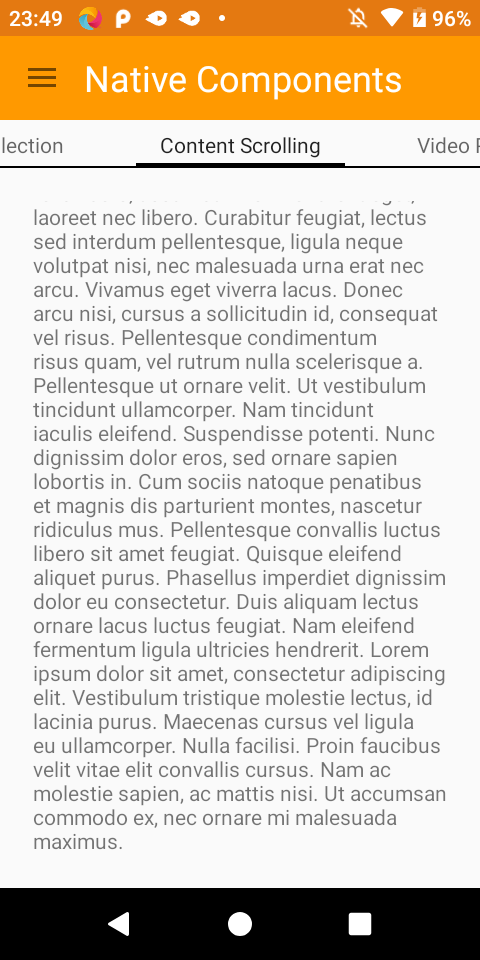 23:49
96%
Native Components
lection
Content Scrolling
Video
laoreet nec libero. Curabitur feugiat, lectus
sed interdum pellentesque, ligula neque
volutpat nisi, nec malesuada urna erat nec
arcu. Vivamus eget viverra lacus. Donec
arcu nisi, cursus a sollicitudin id, consequat
vel risus. Pellentesque condimentum
risus quam, vel rutrum nulla scelerisque a.
Pellentesque ut ornare velit. Ut vestibulum
tincidunt ullamcorper. Nam tincidunt
iaculis eleifend. Suspendisse potenti. Nunc
dignissim dolor eros, sed ornare sapien
lobortis in. Cum sociis natoque penatibus
et magnis dis parturient montes, nascetur
ridiculus mus. Pellentesque convallis luctus
libero sit amet feugiat. Quisque eleifend
aliquet purus. Phasellus imperdiet dignissim
dolor eu consectetur. Duis aliquam lectus
ornare lacus luctus feugiat. Nam eleifend
fermentum ligula ultricies hendrerit. Lorem
ipsum dolor sit amet, consectetur adipiscing
elit. Vestibulum tristique molestie lectus, id
lacinia purus. Maecenas cursus vel ligula
eu ullamcorper. Nulla facilisi. Proin faucibus
velit vitae elit convallis cursus. Nam ac
molestie sapien, ac mattis nisi. Ut accumsan
commodo ex, nec ornare mi malesuada
maximus.